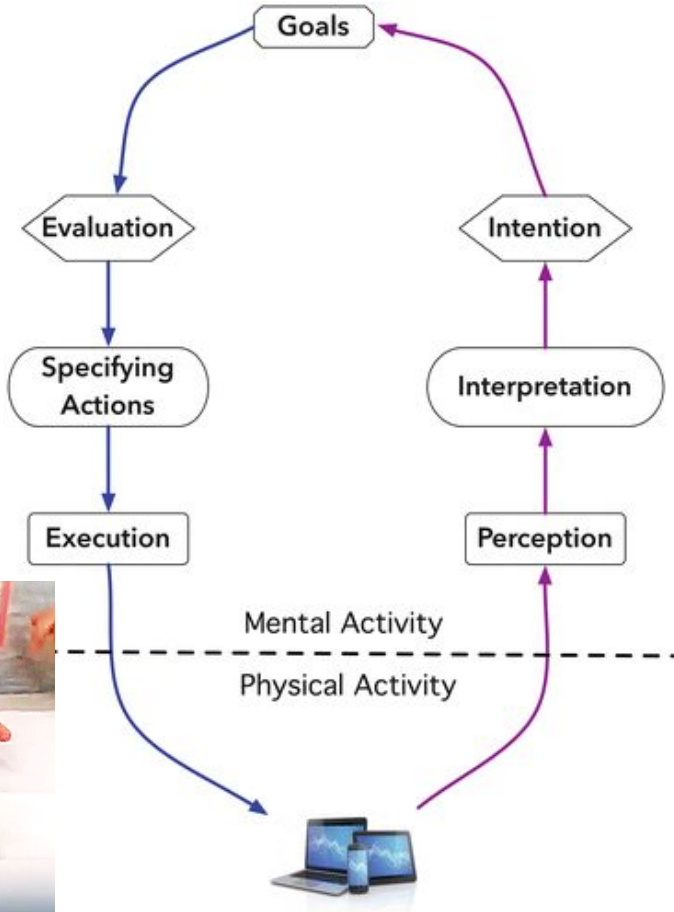 Goals
Evaluation
Intention
Specifying
Actions
Interpretation
Execution
Perception
Mental Activity
Physical Activity